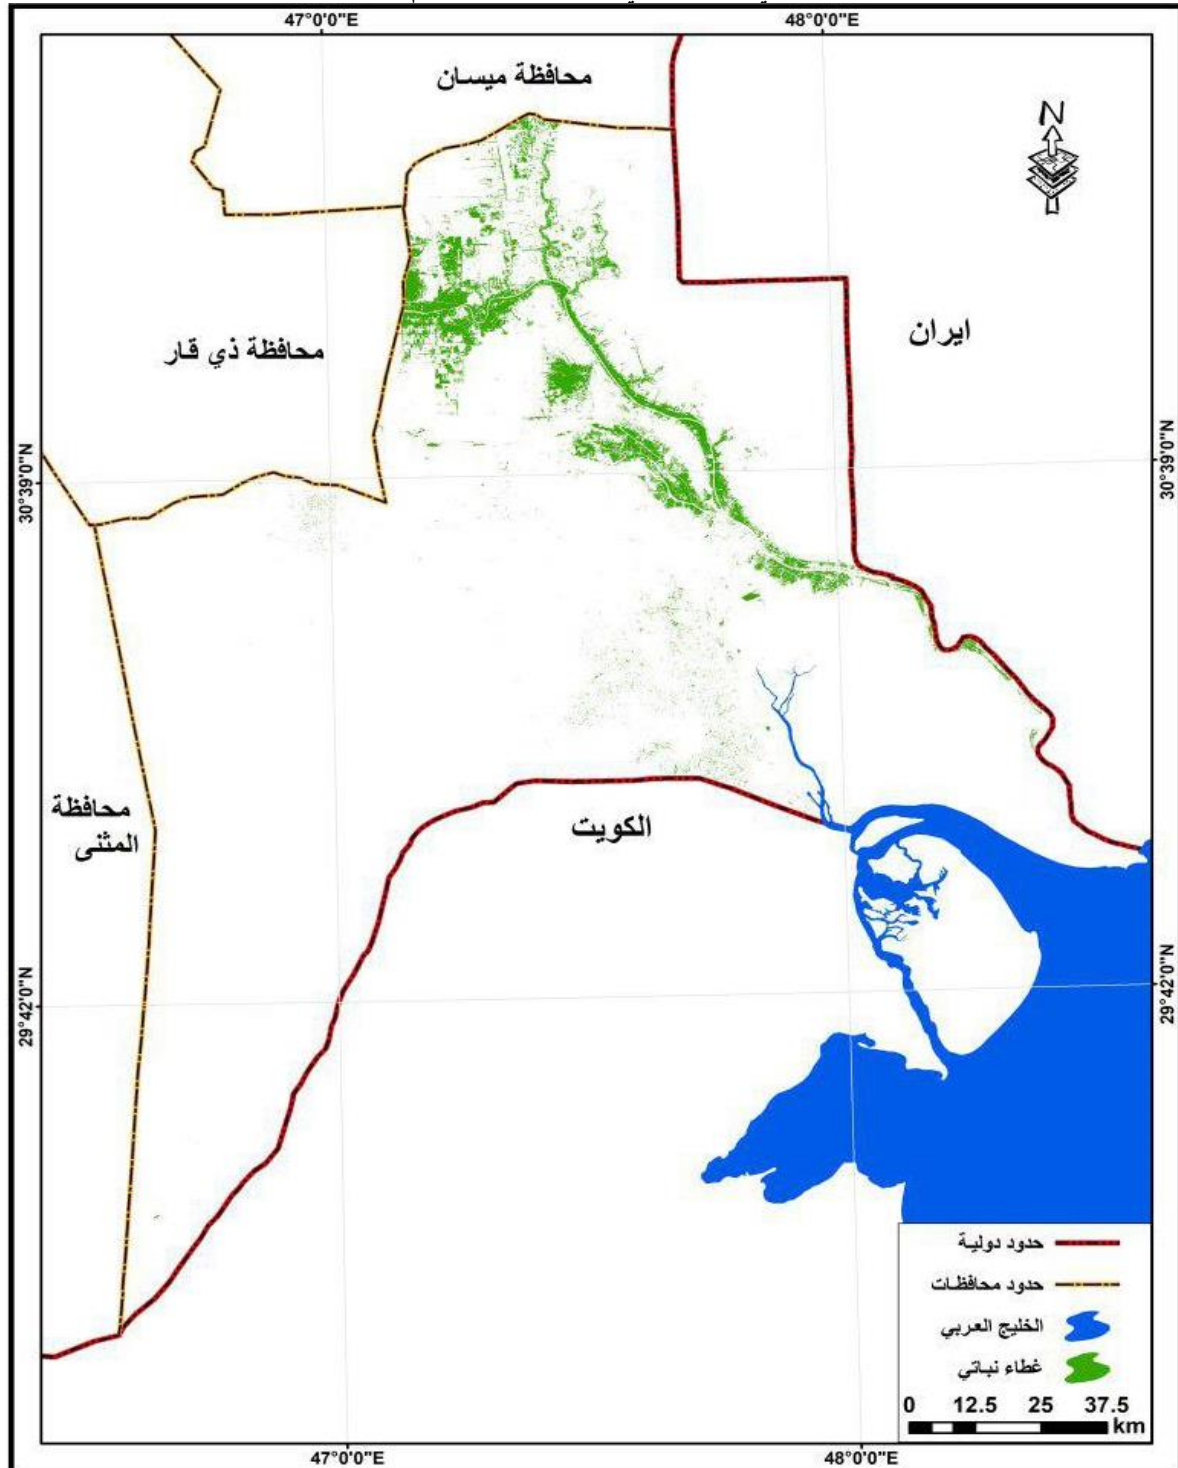 47°0'0"E
48°0'0"E
محافظة ميسان
N
ايران
محافظة ذي قار
30°39'0"N
30°39'0"N
محافظة
المثنى
الكويت
29°42'0"N
29°42'0"N
حدود دولية
حدود محافظات
الخليج العربي
غطاء نباتي
0 12.5 25 37.5
km
47°0'0"E
48°0'0"E